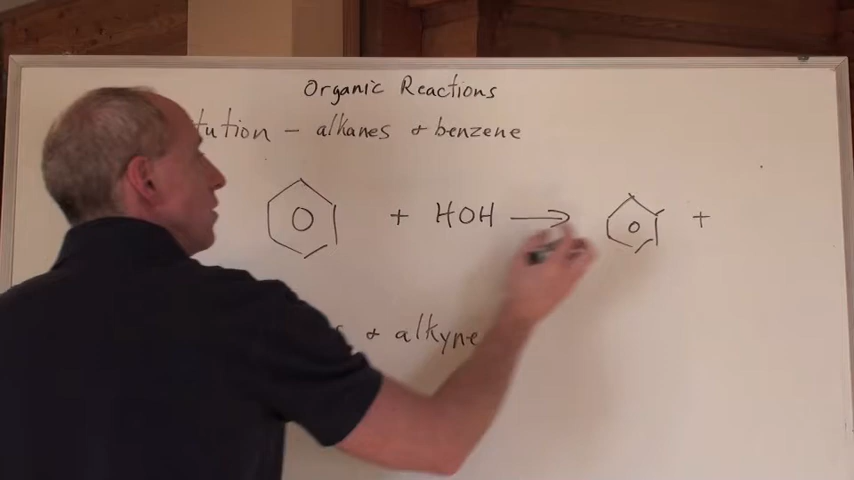 Organic Reactions
tution - alkanes & benzene
+ HOH → +
& alkyne